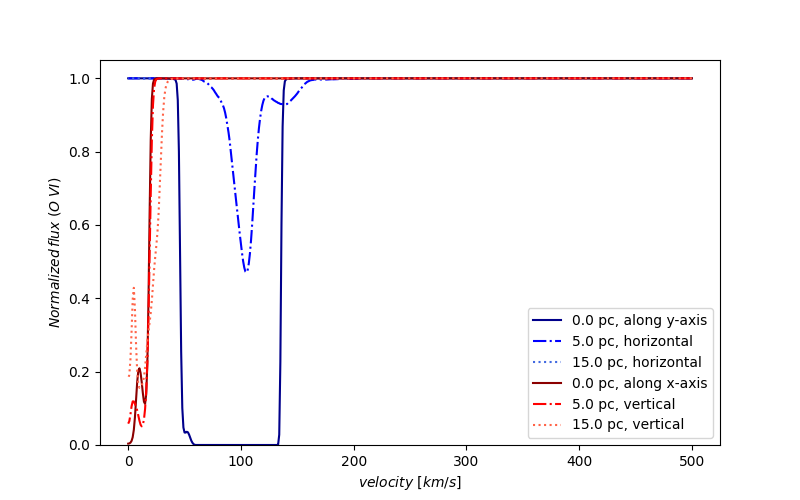 1.0
0.8
0.6
0.4
0.2
0.0
Normalized flux (O VI)
0 100 200 300 400 500
velocity [km/s]
0.0 pc, along y-axis
5.0 pc, horizontal
15.0 pc, horizontal
0.0 pc, along x-axis
5.0 pc, vertical
15.0 pc, vertical